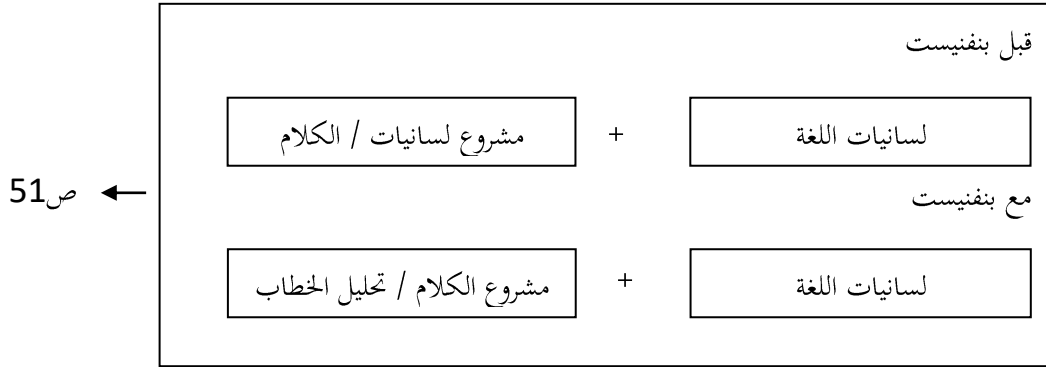 قبل بنفنيست
لسانيات اللغة + مشروع لسانيات / الكلام
مع بنفنيست
لسانيات اللغة + مشروع الكلام / تحليل الخطاب
← ص51